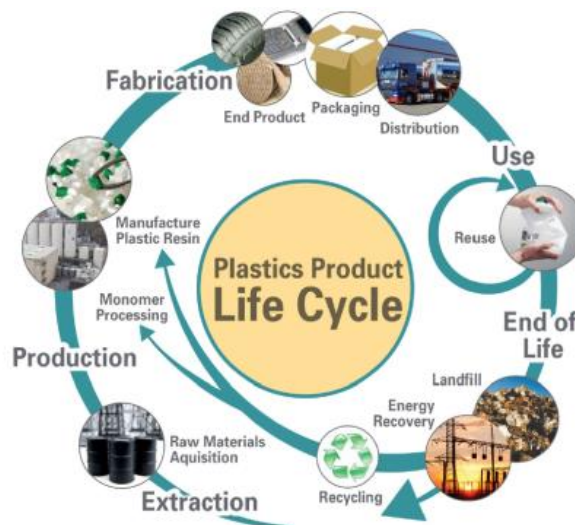 Fabrication
End Product
Packaging
Distribution
Use
Reuse
Manufacture
Plastic Resin
Plastics Product
Life Cycle
Monomer
Processing
End of
Life
Production
Landfill
Energy
Recovery
Raw Materials
Aquisition
Recycling
Extraction